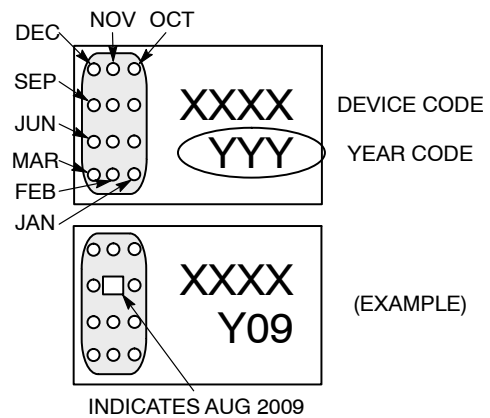 NOV OCT
DEC
SEP
XXXX DEVICE CODE
JUN
YYY YEAR CODE
MAR
FEB
JAN
XXXX
(EXAMPLE)
Y09
INDICATES AUG 2009